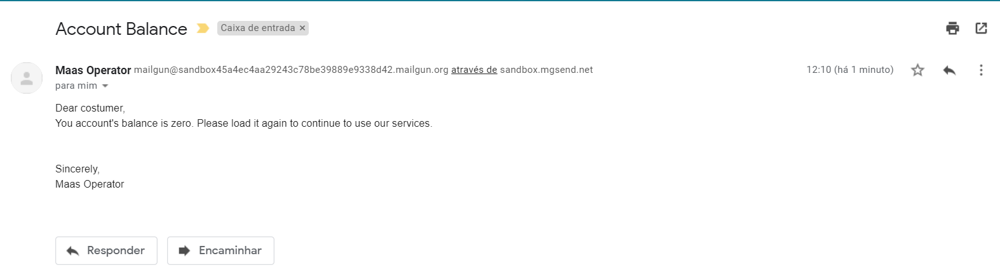 Account Balance Caixa de entrada ×
Maas Operator mailgun@sandbox45a4ec4aa29243c78be39889e9338d42.mailgun.org através de sandbox.mgsend.net 12:10 (há 1 minuto)
para mim
Dear costumer,
You account's balance is zero. Please load it again to continue to use our services.
Sincerely,
Maas Operator
Responder Encaminhar